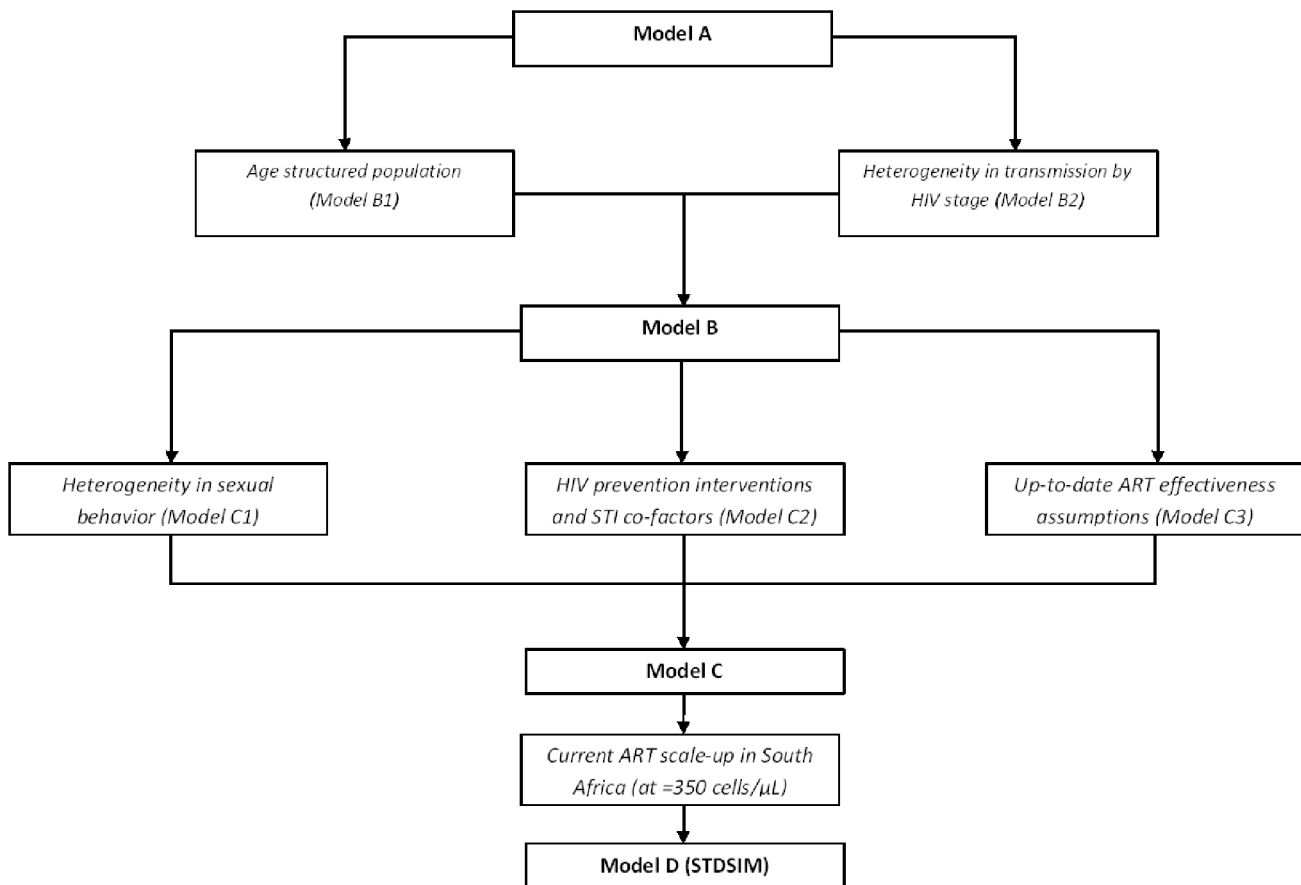 Model A
Age structured population
(Model B1)
Heterogeneity in transmission by
HIV stage (Model B2)
Model B
Heterogeneity in sexual
behavior (Model C1)
HIV prevention interventions
and STI co-factors (Model C2)
Up-to-date ART effectiveness
assumptions (Model C3)
Model C
Current ART scale-up in South
Africa (at =350 cells/µL)
Model D (STDSIM)